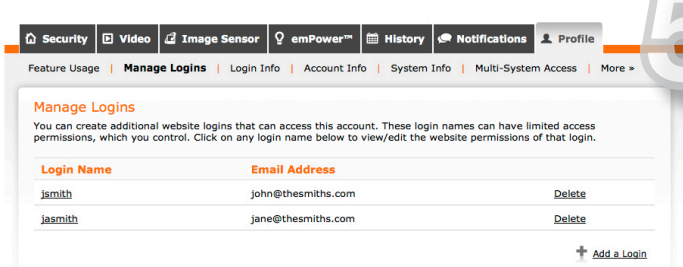 Security Video Image Sensor emPower™ History Notifications Profile
5
Feature Usage | Manage Logins | Login Info | Account Info | System Info | Multi-System Access | More »
Manage Logins
You can create additional website logins that can access this account. These login names can have limited access
permissions, which you control. Click on any login name below to view/edit the website permissions of that login.
Login Name Email Address
jsmith john@thesmiths.com Delete
jasmith jane@thesmiths.com Delete
Add a Login